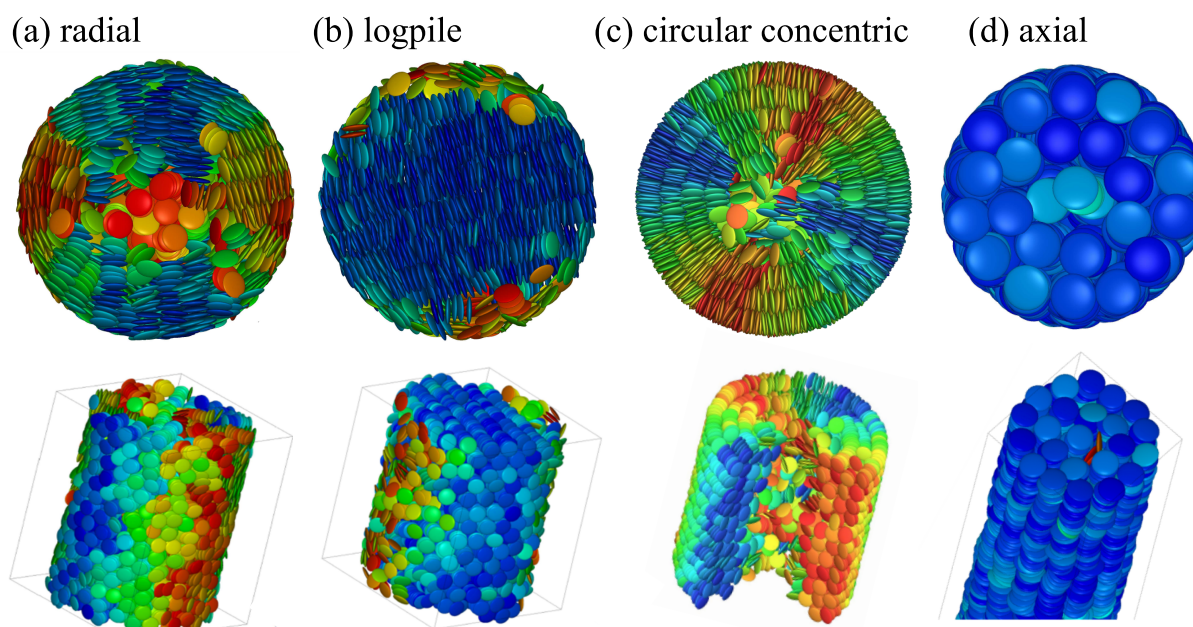 (a) radial
(b) logpile
(c) circular concentric
(d) axial